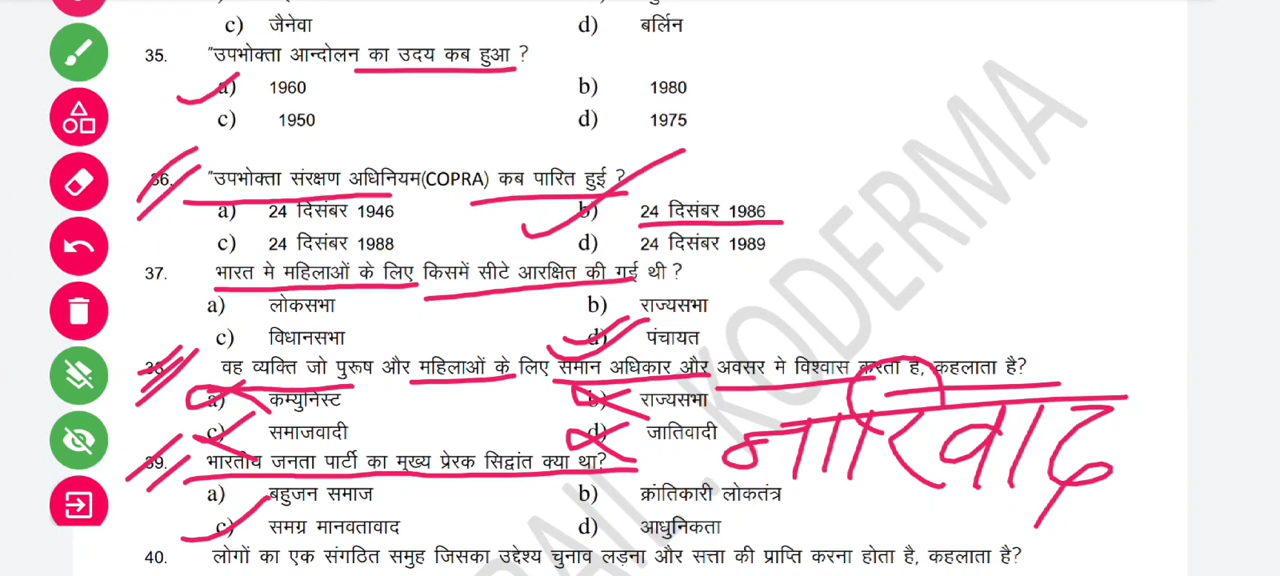 c) जैनेवा d) बर्लिन
35. "उपभोक्ता आन्दोलन का उदय कब हुआ ?
a) 1960 b) 1980
c) 1950 d) 1975
36. "उपभोक्ता संरक्षण अधिनियम(COPRA) कब पारित हुई ?
a) 24 दिसंबर 1946 b) 24 दिसंबर 1986
c) 24 दिसंबर 1988 d) 24 दिसंबर 1989
37. भारत मे महिलाओं के लिए किसमें सीटे आरक्षित की गई थी ?
a) लोकसभा b) राज्यसभा
c) विधानसभा d) पंचायत
38. वह व्यक्ति जो पुरूष और महिलाओं के लिए समान अधिकार और अवसर मे विश्वास करता है, कहलाता है?
a) कम्युनिस्ट b) राज्यसभा
c) समाजवादी d) जातिवादी
नारिवाद
39. भारतीय जनता पार्टी का मुख्य प्रेरक सिद्वांत क्या था?
a) बहुजन समाज b) क्रांतिकारी लोकतंत्र
c) समग्र मानवतावाद d) आधुनिकता
40. लोगों का एक संगठित समुह जिसका उद्देश्य चुनाव लड़ना और सत्ता की प्राप्ति करना होता है, कहलाता है?
KODERMA